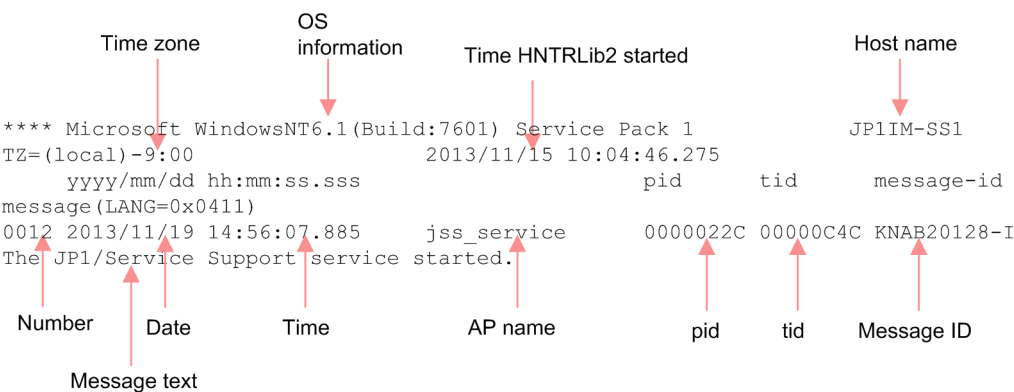 OS
information
Time zone
Time HNTRLib2 started
Host name
**** Microsoft WindowsNT6.1(Build:7601) Service Pack 1 JP1IM-SS1
TZ=(local)-9:00 2013/11/15 10:04:46.275
yyyy/mm/dd hh:mm:ss.sss pid tid message-id
message(LANG=0x0411)
0012 2013/11/19 14:56:07.885 jss_service 0000022C 00000C4C KNAB20128-I
The JP1/Service Support service started.
Number Date Time AP name pid tid Message ID
Message text